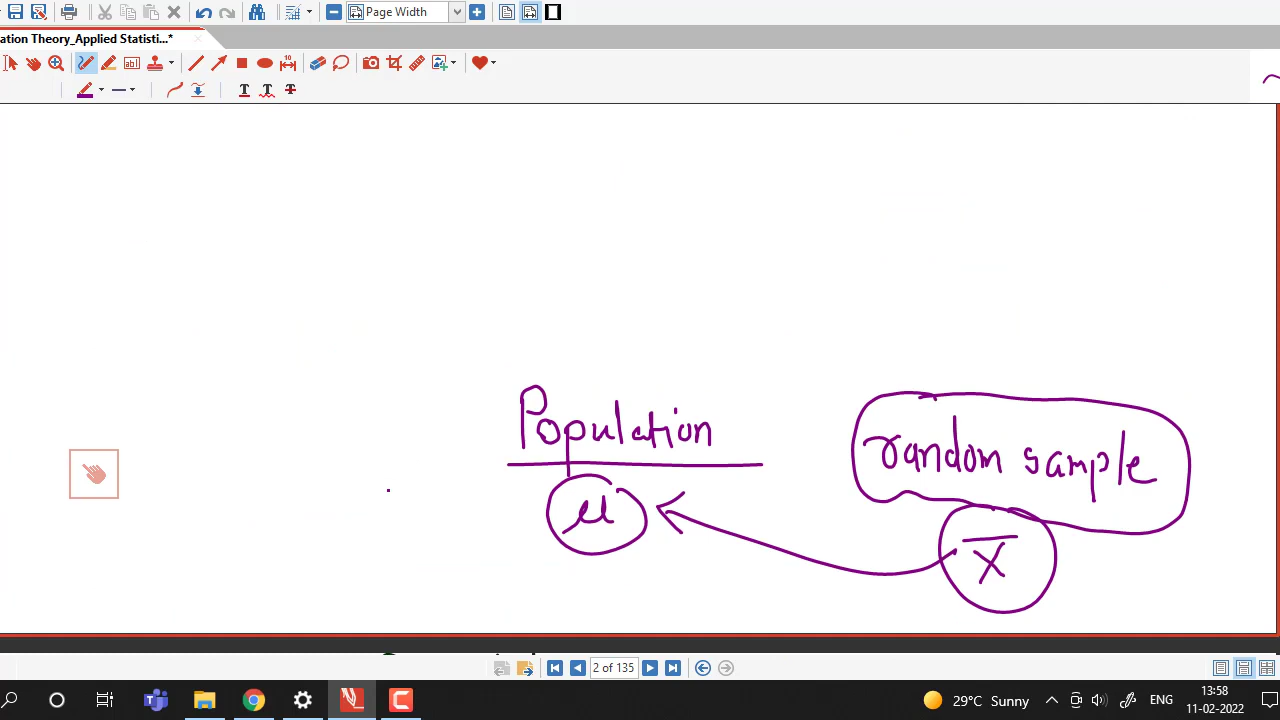 Page Width
ation Theory_Applied Statisti...*
10
Population
random sample
μ
X̅
2 of 135
29°C Sunny
ENG
13:58
11-02-2022